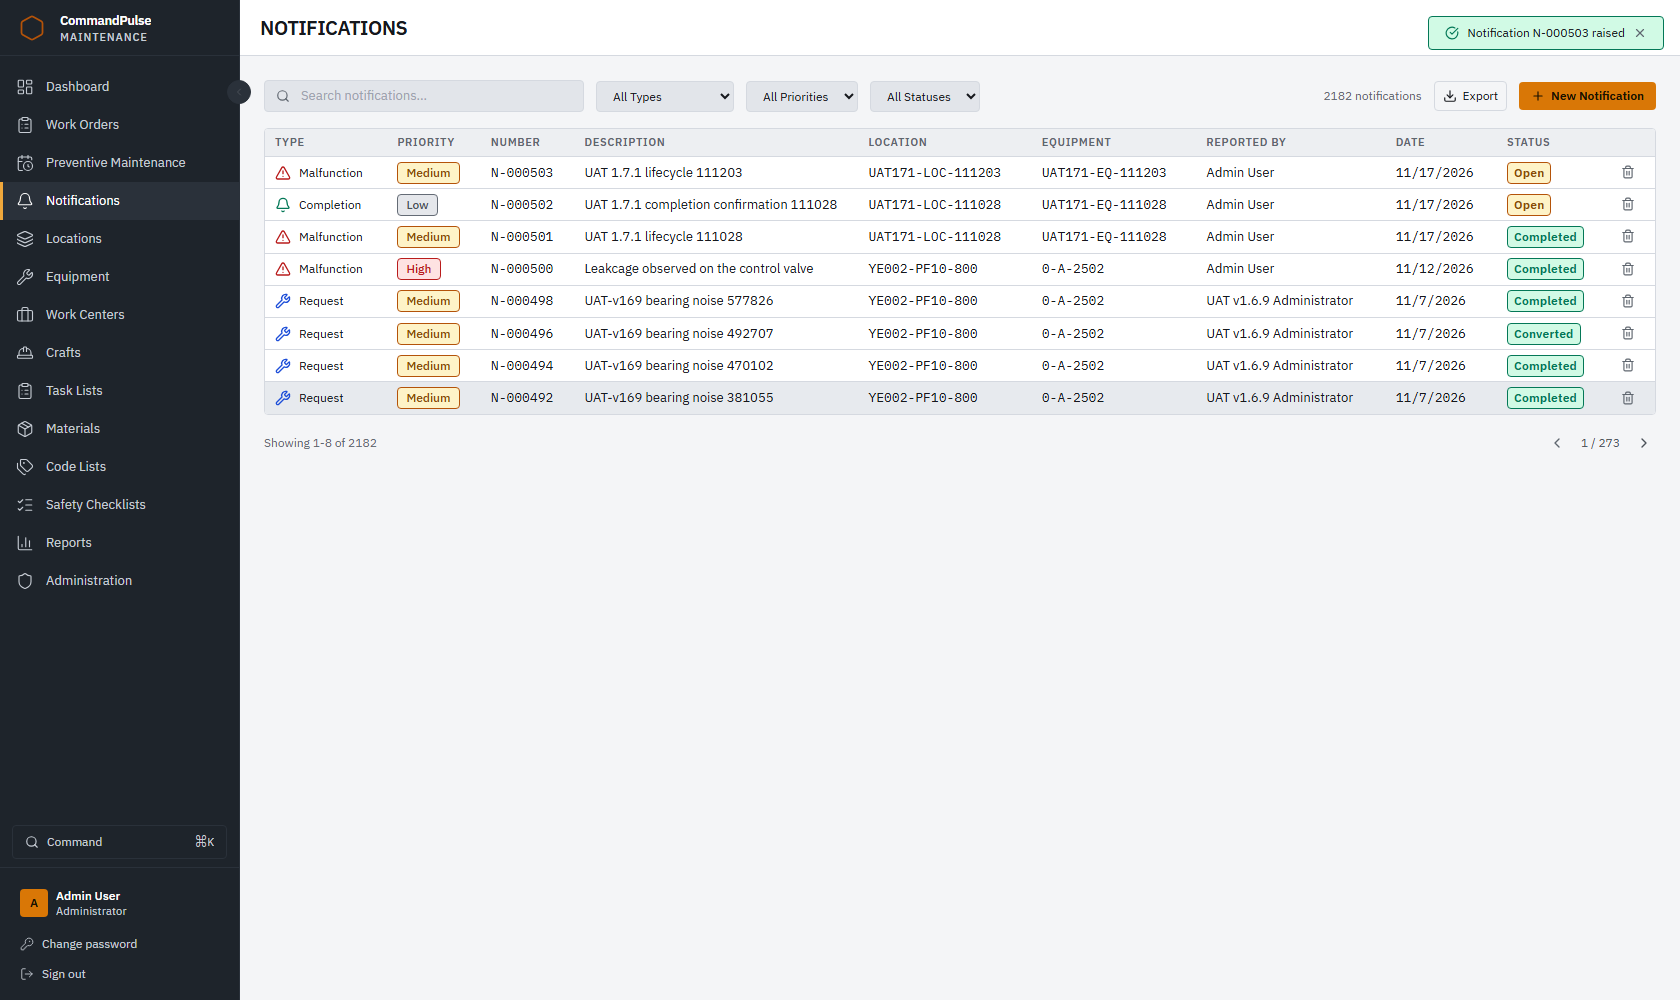 CommandPulse
MAINTENANCE
Dashboard
Work Orders
Preventive Maintenance
Notifications
Locations
Equipment
Work Centers
Crafts
Task Lists
Materials
Code Lists
Safety Checklists
Reports
Administration
Command ⌘K
A
Admin User
Administrator
Change password
Sign out
NOTIFICATIONS
Notification N-000503 raised
Search notifications...
All Types
All Priorities
All Statuses
2182 notifications
Export
New Notification
TYPE PRIORITY NUMBER DESCRIPTION LOCATION EQUIPMENT REPORTED BY DATE STATUS
Malfunction Medium N-000503 UAT 1.7.1 lifecycle 111203 UAT171-LOC-111203 UAT171-EQ-111203 Admin User 11/17/2026 Open
Completion Low N-000502 UAT 1.7.1 completion confirmation 111028 UAT171-LOC-111028 UAT171-EQ-111028 Admin User 11/17/2026 Open
Malfunction Medium N-000501 UAT 1.7.1 lifecycle 111028 UAT171-LOC-111028 UAT171-EQ-111028 Admin User 11/17/2026 Completed
Malfunction High N-000500 Leakcage observed on the control valve YE002-PF10-800 0-A-2502 Admin User 11/12/2026 Completed
Request Medium N-000498 UAT-v169 bearing noise 577826 YE002-PF10-800 0-A-2502 UAT v1.6.9 Administrator 11/7/2026 Completed
Request Medium N-000496 UAT-v169 bearing noise 492707 YE002-PF10-800 0-A-2502 UAT v1.6.9 Administrator 11/7/2026 Converted
Request Medium N-000494 UAT-v169 bearing noise 470102 YE002-PF10-800 0-A-2502 UAT v1.6.9 Administrator 11/7/2026 Completed
Request Medium N-000492 UAT-v169 bearing noise 381055 YE002-PF10-800 0-A-2502 UAT v1.6.9 Administrator 11/7/2026 Completed
Showing 1-8 of 2182
1 / 273